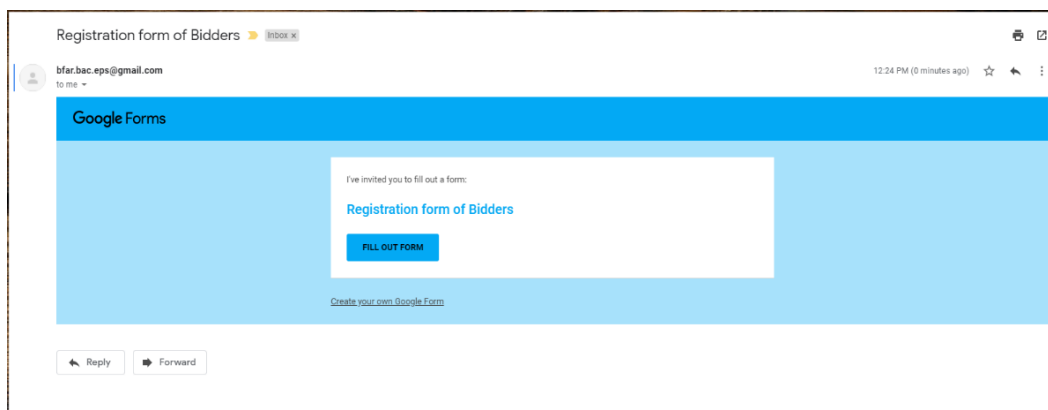 Registration form of Bidders Inbox x
bfar.bac.eps@gmail.com 12:24 PM (0 minutes ago)
to me
Google Forms
I've invited you to fill out a form:
Registration form of Bidders
FILL OUT FORM
Create your own Google Form
Reply Forward